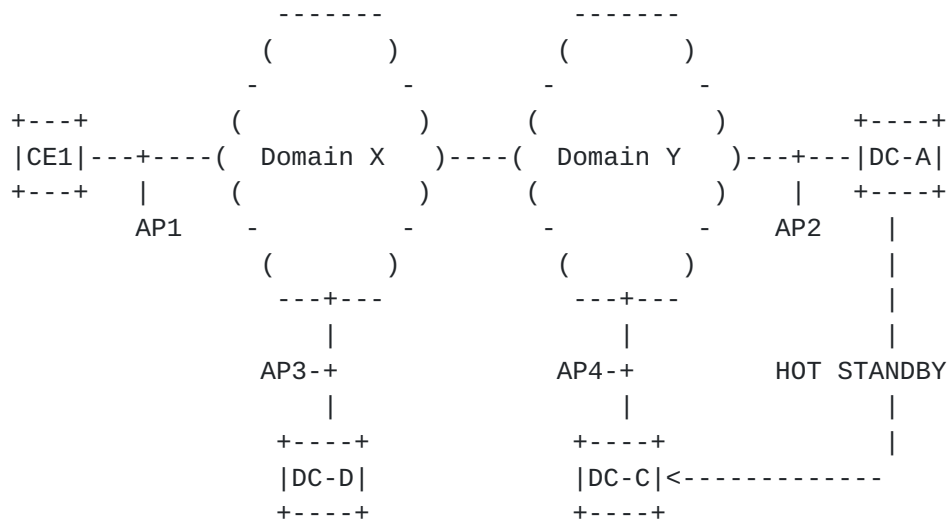 -------            -------
                (       )          (       )
               -         -        -         -
+---+         (           )      (           )        +----+
|CE1|---+----(  Domain X   )----(  Domain Y   )---+---|DC-A|
+---+   |     (           )      (           )    |   +----+
       AP1     -         -        -         -    AP2    |
                (       )          (       )            |
                 ---+---            ---+---             |
                    |                  |                |
                AP3-+              AP4-+         HOT STANDBY
                    |                  |                |
                 +----+             +----+              |
                 |DC-D|             |DC-C|<-------------
                 +----+             +----+